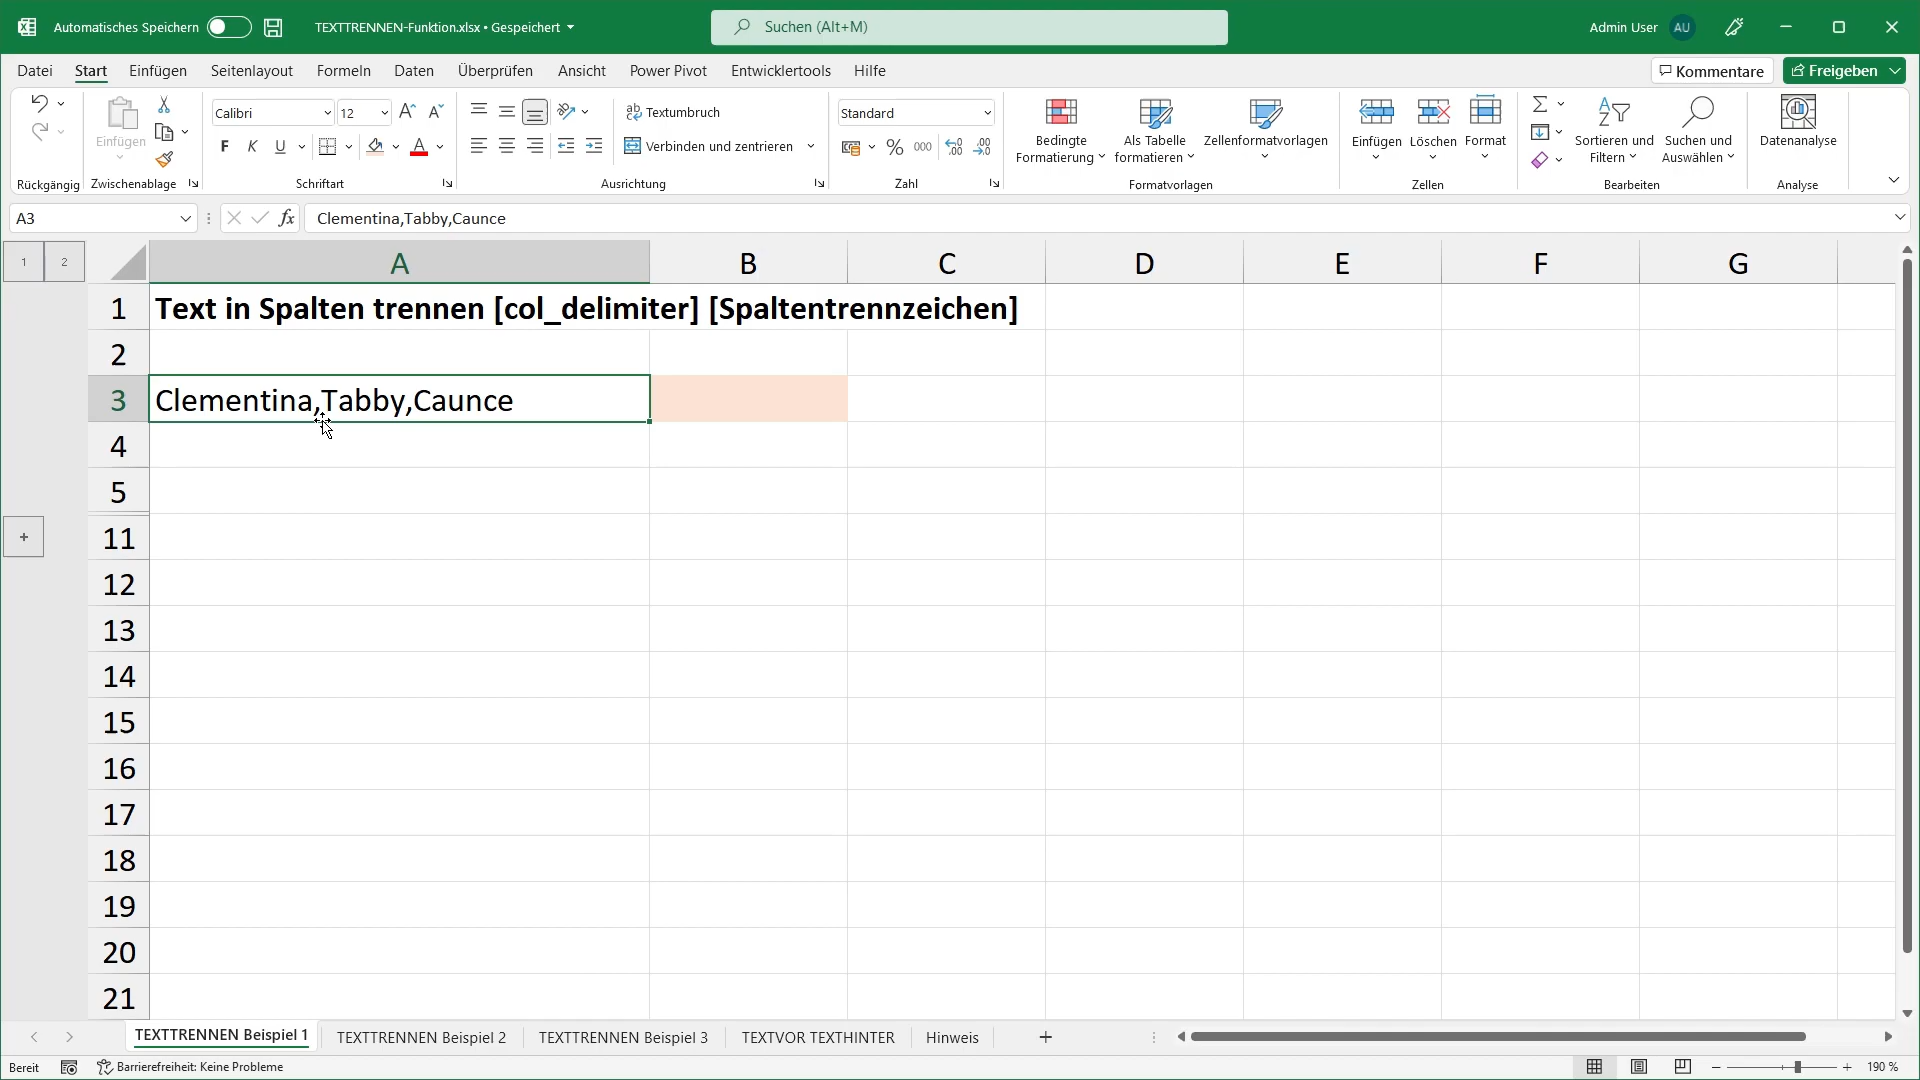 Automatisches Speichern
TEXTTRENNEN-Funktion.xlsx • Gespeichert
Suchen (Alt+M)
Admin User
AU
Datei
Start
Einfügen
Seitenlayout
Formeln
Daten
Überprüfen
Ansicht
Power Pivot
Entwicklertools
Hilfe
Kommentare
Freigeben
Rückgängig
Einfügen
Zwischenablage
Calibri
12
F K U
Schriftart
Textumbruch
Verbinden und zentrieren
Ausrichtung
Standard
% 000
Zahl
Bedingte
Formatierung
Als Tabelle
formatieren
Zellenformatvorlagen
Formatvorlagen
Einfügen
Löschen
Format
Zellen
Sortieren und
Filtern
Suchen und
Auswählen
Bearbeiten
Datenanalyse
Analyse
A3
fx
Clementina,Tabby,Caunce
1 2
A B C D E F G
1 Text in Spalten trennen [col_delimiter] [Spaltentrennzeichen]
2
3 Clementina,Tabby,Caunce
4
5
11
12
13
14
15
16
17
18
19
20
21
TEXTTRENNEN Beispiel 1
TEXTTRENNEN Beispiel 2
TEXTTRENNEN Beispiel 3
TEXTVOR TEXTHINTER
Hinweis
Bereit
Barrierefreiheit: Keine Probleme
190 %